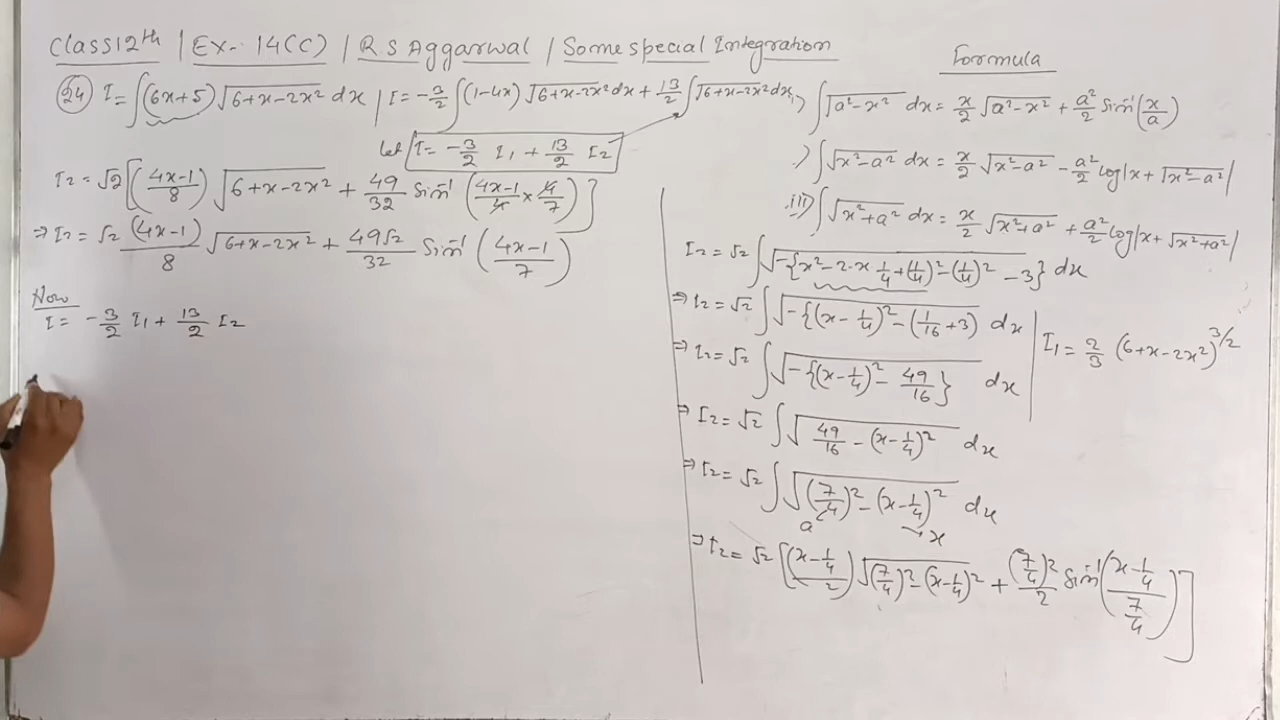 Class 12th / Ex- 14(C) / R.S Aggarwal / Some special Integration
(24) I = ∫(6x+5) √(6+x-2x²) dx | I = -3/2 ∫(1-4x) √(6+x-2x²) dx + 13/2 ∫√(6+x-2x²) dx
let I = -3/2 I₁ + 13/2 I₂
I₂ = √2 [ (4x-1)/8 √(6+x-2x²) + 49/32 Sin⁻¹ ( (4x-1)/4 × 4/7 ) ]
⇒ I₂ = √2 (4x-1)/8 √(6+x-2x²) + 49√2/32 Sin⁻¹ ( (4x-1)/7 )
Now
I = -3/2 I₁ + 13/2 I₂
Formula
i) ∫√(a²-x²) dx = x/2 √(a²-x²) + a²/2 Sin⁻¹(x/a)
) ∫√(x²-a²) dx = x/2 √(x²-a²) - a²/2 log|x + √(x²-a²)|
iii) ∫√(x²+a²) dx = x/2 √(x²+a²) + a²/2 log|x + √(x²+a²)|
I₂ = √2 ∫√(-{x²-2·x·1/4+(1/4)²-(1/4)²-3}) dx
⇒ I₂ = √2 ∫√(-{(x-1/4)²-(1/16+3)}) dx
⇒ I₂ = √2 ∫√(-{(x-1/4)²-49/16}) dx
⇒ I₂ = √2 ∫√(49/16-(x-1/4)²) dx
⇒ I₂ = √2 ∫√((7/4)²-(x-1/4)²) dx
a → x
⇒ I₂ = √2 [ (x-1/4)/2 √((7/4)²-(x-1/4)²) + (7/4)²/2 Sin⁻¹( (x-1/4)/(7/4) ) ]
I₁ = 2/3 (6+x-2x²)^3/2